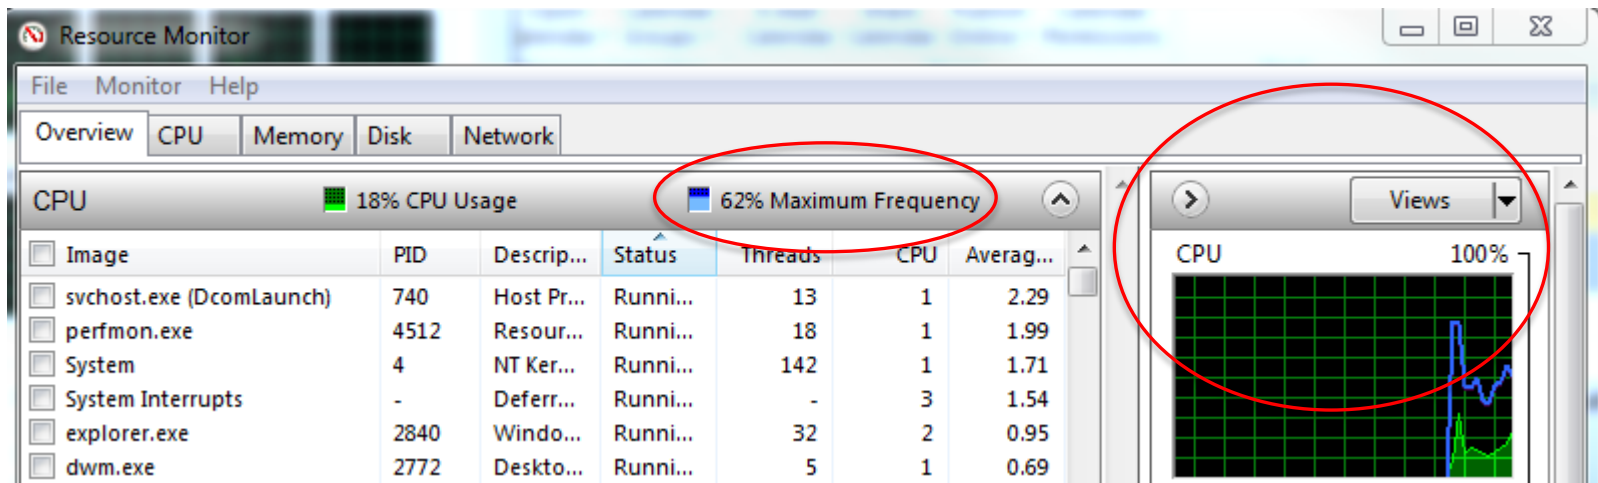 Resource Monitor
File Monitor Help
Overview CPU Memory Disk Network
CPU 18% CPU Usage 62% Maximum Frequency Views
Image PID Descrip... Status Threads CPU Averag... CPU 100%
svchost.exe (DcomLaunch) 740 Host Pr... Runni... 13 1 2.29
perfmon.exe 4512 Resour... Runni... 18 1 1.99
System 4 NT Ker... Runni... 142 1 1.71
System Interrupts - Deferr... Runni... - 3 1.54
explorer.exe 2840 Windo... Runni... 32 2 0.95
dwm.exe 2772 Deskto... Runni... 5 1 0.69